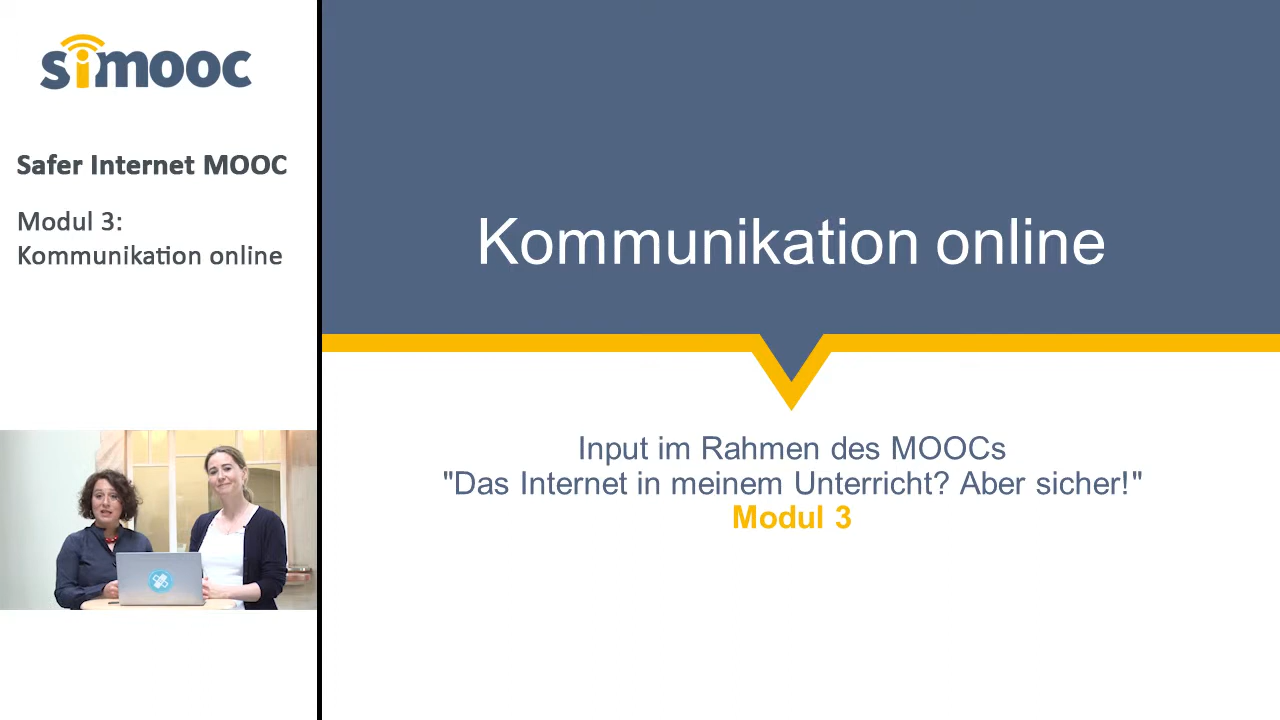 simooc
Safer Internet MOOC
Modul 3:
Kommunikation online
Kommunikation online
Input im Rahmen des MOOCs
"Das Internet in meinem Unterricht? Aber sicher!"
Modul 3